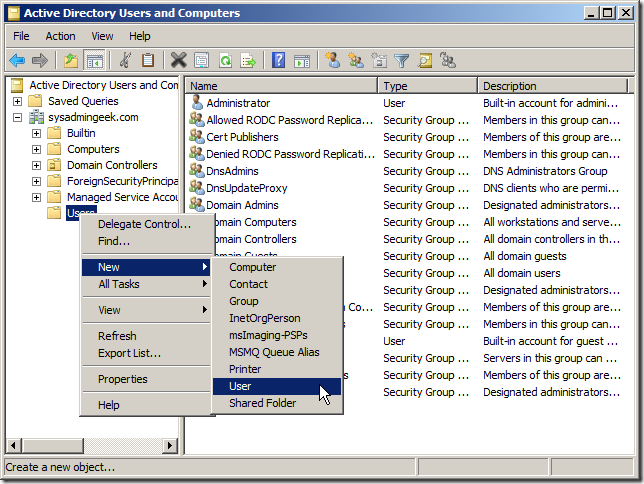 Active Directory Users and Computers
File Action View Help
Active Directory Users and Com
Saved Queries
sysadmingeek.com
Builtin
Computers
Domain Controllers
ForeignSecurityPrincipa
Managed Service Accou
Users
Name Type Description
Administrator User Built-in account for admini...
Allowed RODC Password Replica... Security Group ... Members in this group can...
Cert Publishers Security Group ... Members of this group are...
Denied RODC Password Replicati... Security Group ... Members in this group can...
DnsAdmins Security Group ... DNS Administrators Group
DnsUpdateProxy Security Group ... DNS clients who are permi...
Domain Admins Security Group ... Designated administrators...
Domain Computers Security Group ... All workstations and serve...
Domain Controllers Security Group ... All domain controllers in th...
Domain Guests Security Group ... All domain guests
Security Group ... All domain users
Security Group ... Designated administrators...
Co... Security Group ... Members of this group can...
Security Group ... Members of this group are...
User Built-in account for guest ...
Security Group ... Servers in this group can ...
s Security Group ... Members of this group are...
Security Group ... Designated administrators...
Delegate Control...
Find...
New
All Tasks
View
Refresh
Export List...
Properties
Help
Computer
Contact
Group
InetOrgPerson
msImaging-PSPs
MSMQ Queue Alias
Printer
User
Shared Folder
Create a new object...